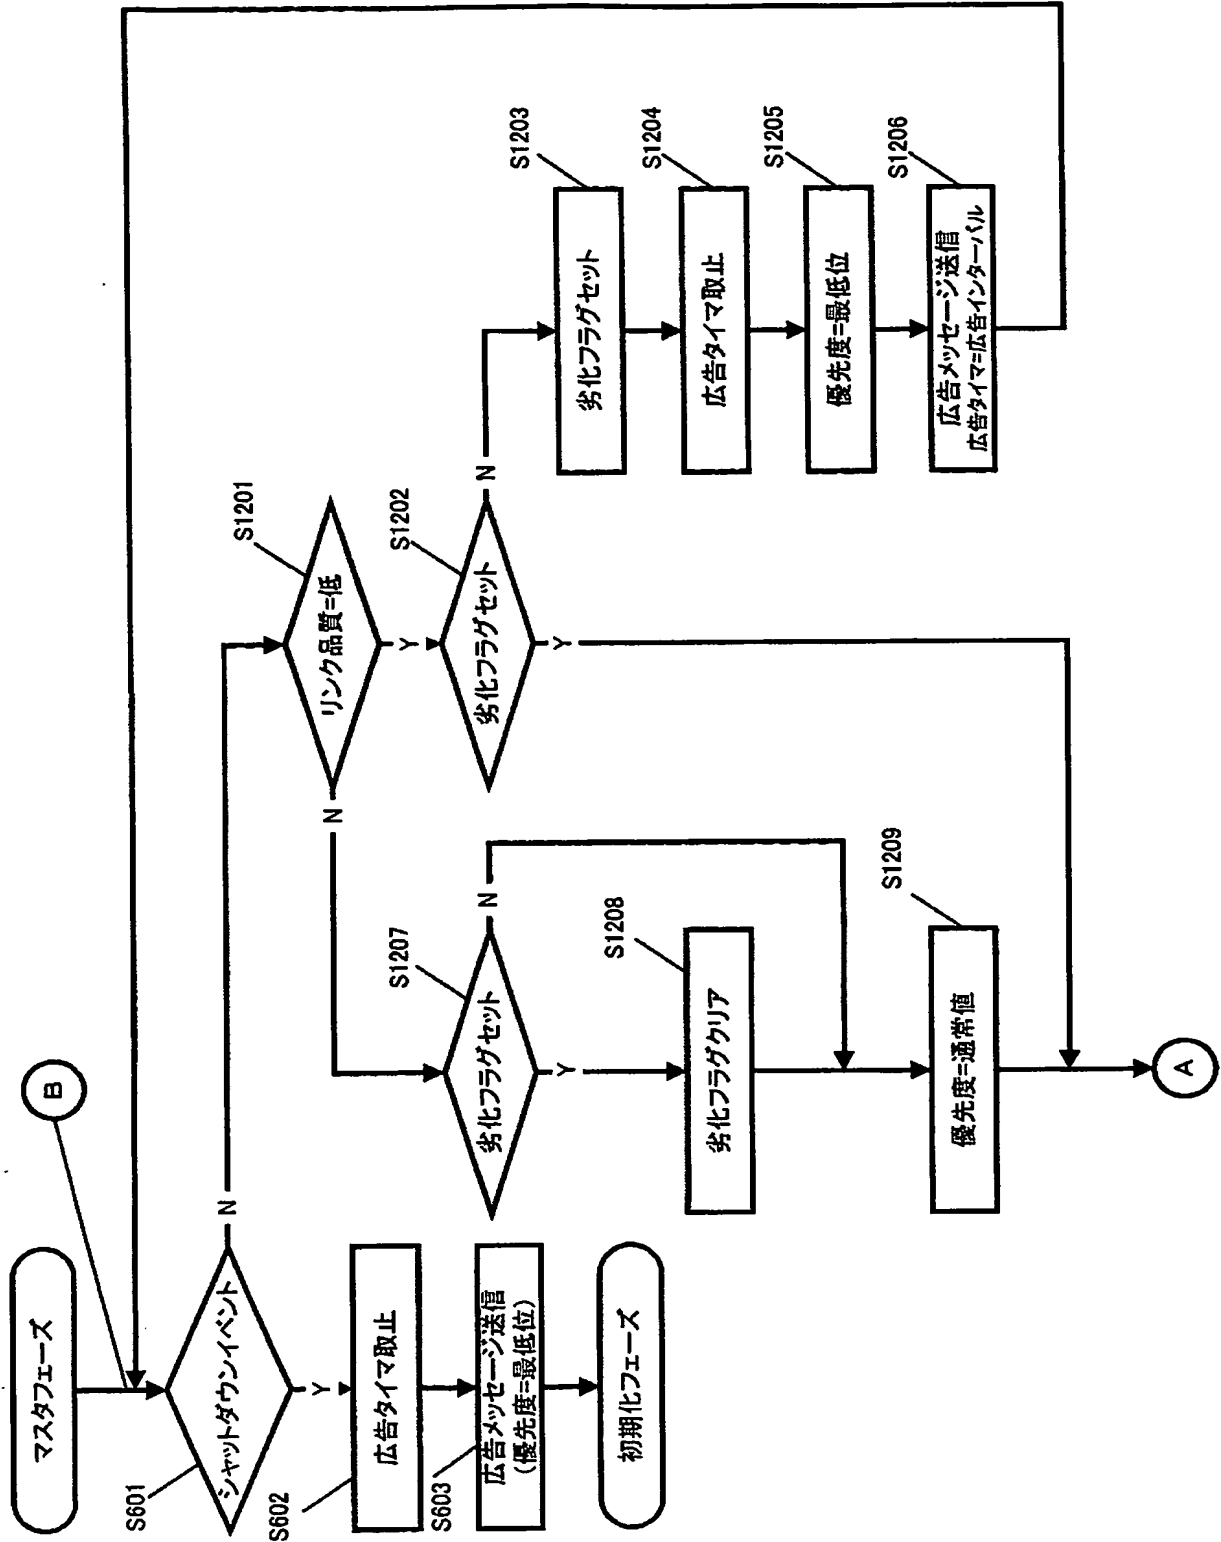 マスタフェーズ
B
S601
シャットダウンイベント
N
Y
S602
広告タイマ取止
S603
広告メッセージ送信
(優先度=最低位)
初期化フェーズ
S1201
リンク品質=低
N
Y
S1202
劣化フラグセット
N
Y
S1203
劣化フラグセット
S1204
広告タイマ取止
S1205
優先度=最低位
S1206
広告メッセージ送信
広告タイマ=広告インターバル
S1207
劣化フラグセット
N
Y
S1208
劣化フラグクリア
S1209
優先度=通常値
A